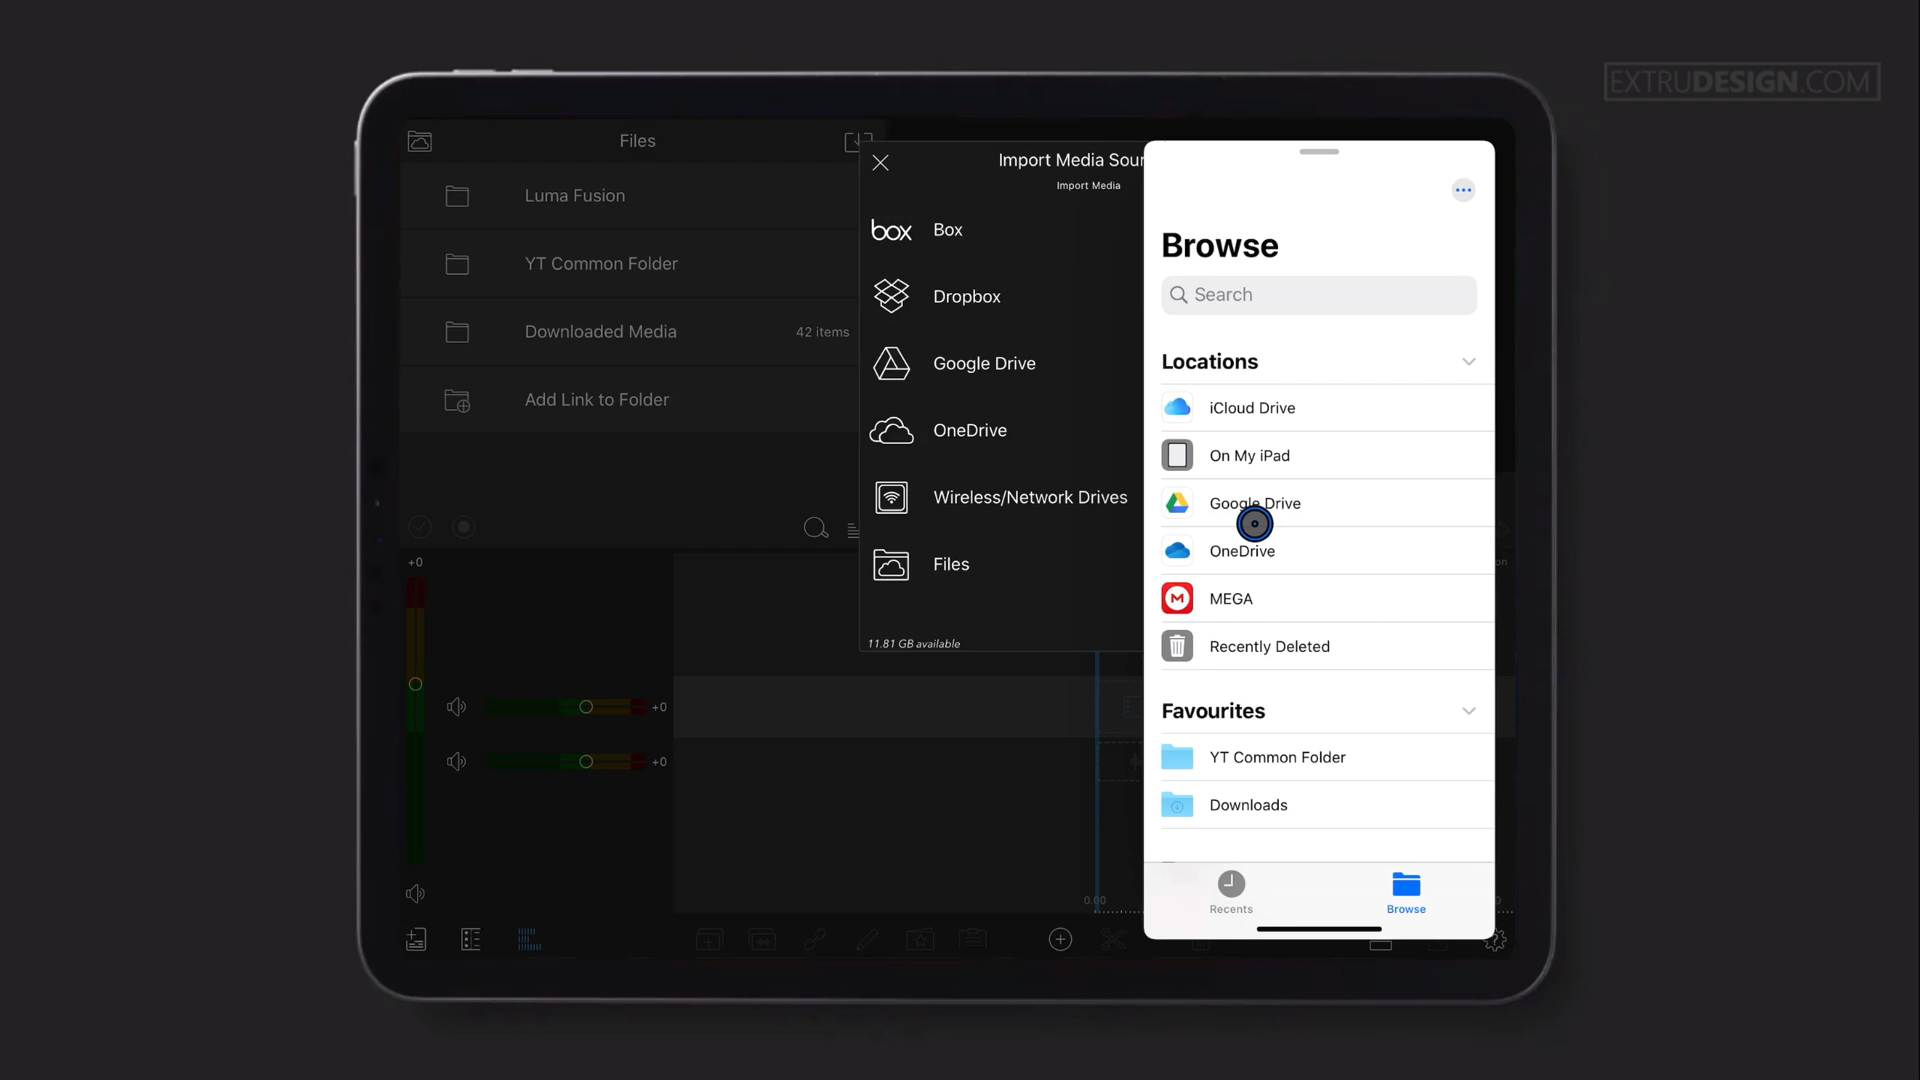 EXTRUDESIGN.COM
Files
Luma Fusion
YT Common Folder
Downloaded Media
42 items
Add Link to Folder
Import Media Sour
Import Media
box
Box
Dropbox
Google Drive
OneDrive
Wireless/Network Drives
Files
11.81 GB available
Browse
Search
Locations
iCloud Drive
On My iPad
Google Drive
OneDrive
MEGA
Recently Deleted
Favourites
YT Common Folder
Downloads
Recents
Browse
+0
+0
+0
0.00
on